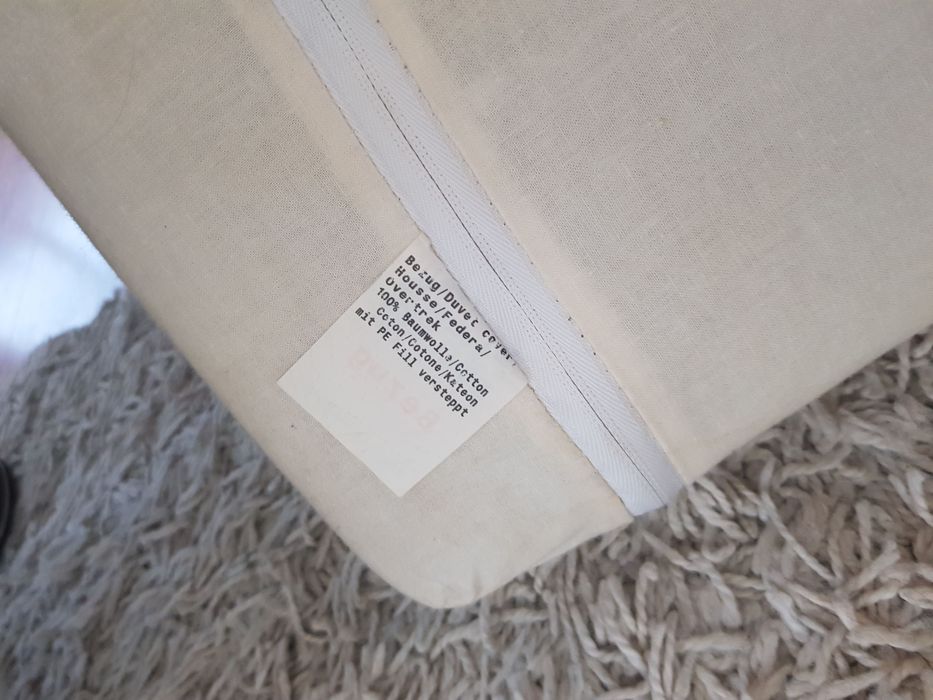 Bezug/Duvet cover/
Housse/Federa/
Overtrek
100% Baumwolle/Cotton
Coton/Cotone/Katoen
mit PE Fill versteppt